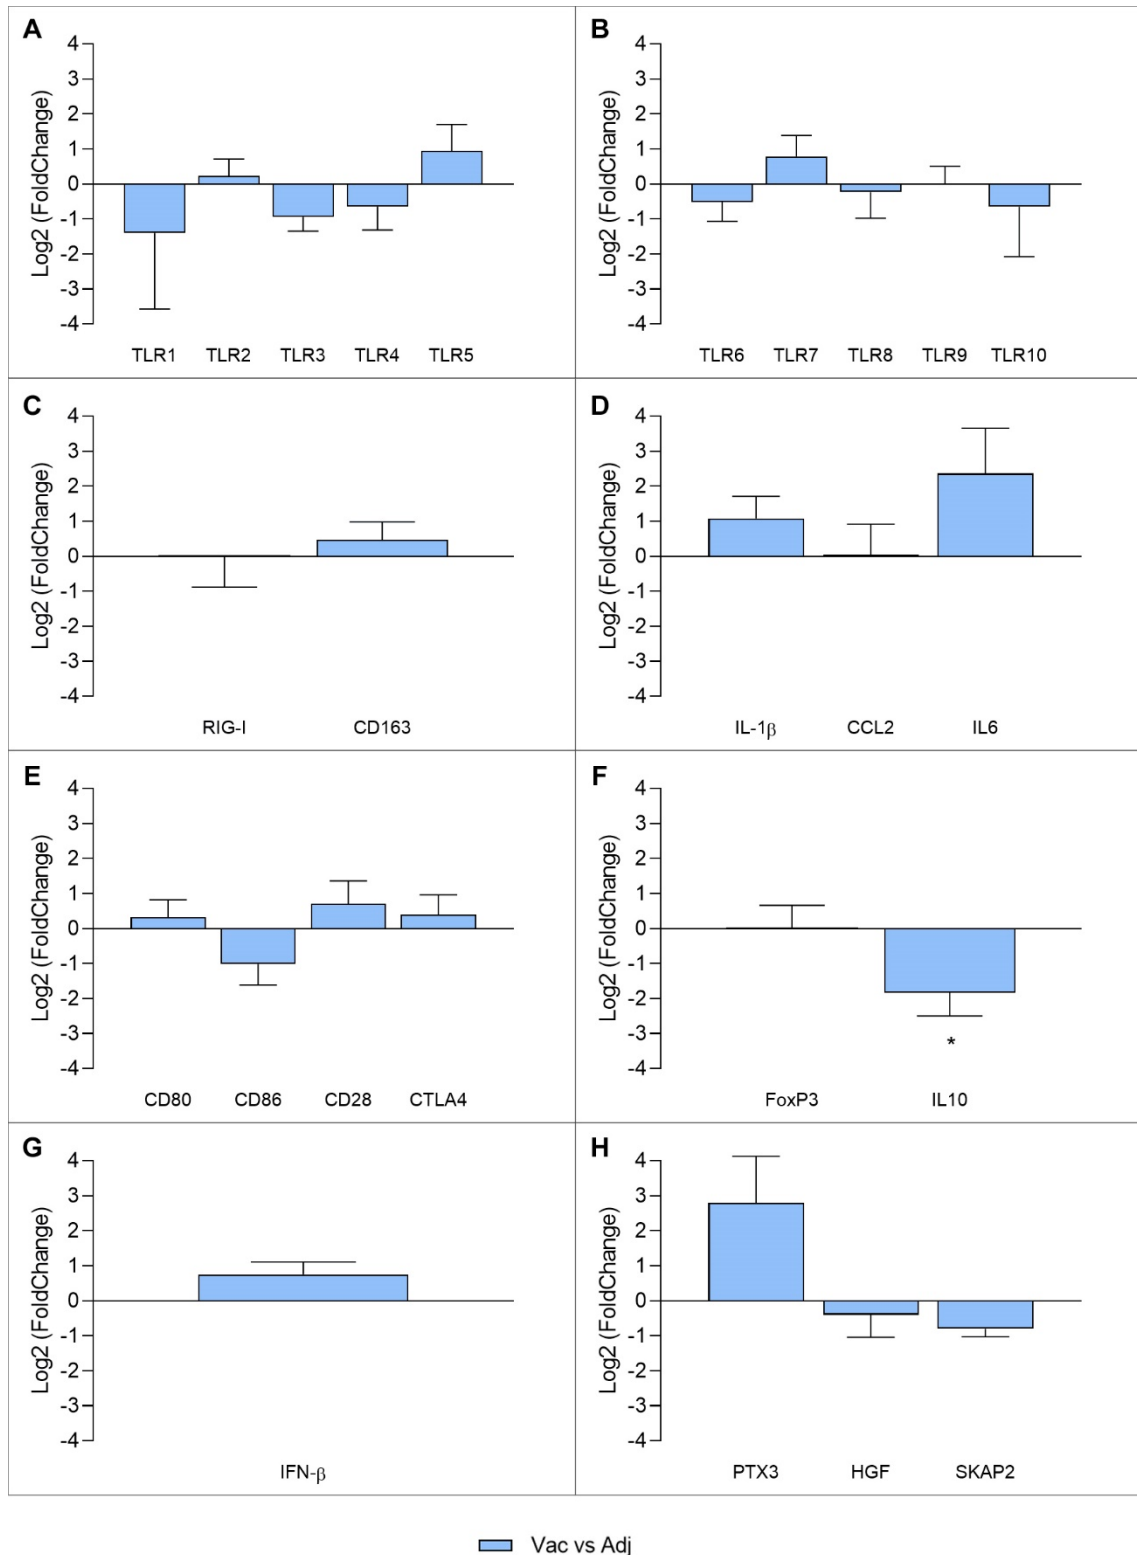 A
B
4
3
2
1
0
-1
-2
-3
-4
Log2 (FoldChange)
TLR1 TLR2 TLR3 TLR4 TLR5
4
3
2
1
0
-1
-2
-3
-4
Log2 (FoldChange)
TLR6 TLR7 TLR8 TLR9 TLR10
C
D
4
3
2
1
0
-1
-2
-3
-4
Log2 (FoldChange)
RIG-I CD163
4
3
2
1
0
-1
-2
-3
-4
Log2 (FoldChange)
IL-1β CCL2 IL6
E
F
4
3
2
1
0
-1
-2
-3
-4
Log2 (FoldChange)
CD80 CD86 CD28 CTLA4
4
3
2
1
0
-1
-2
-3
-4
Log2 (FoldChange)
*
FoxP3 IL10
G
H
4
3
2
1
0
-1
-2
-3
-4
Log2 (FoldChange)
IFN-β
4
3
2
1
0
-1
-2
-3
-4
Log2 (FoldChange)
PTX3 HGF SKAP2
Vac vs Adj